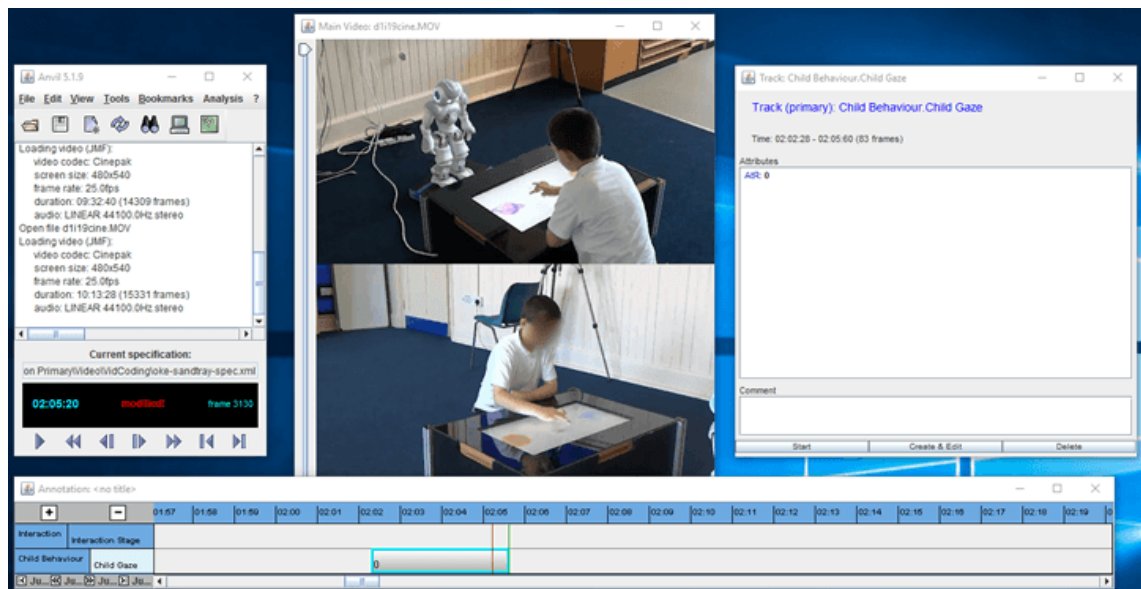 Anvil 5.1.9
File Edit View Tools Bookmarks Analysis ?
Loading video (JMF):
video codec: Cinepak
screen size: 480x540
frame rate: 25.0fps
duration: 09:32:40 (14309 frames)
audio: LINEAR 44100.0Hz stereo
Open file d1i19cine.MOV
Loading video (JMF):
video codec: Cinepak
screen size: 480x540
frame rate: 25.0fps
duration: 10:13:28 (15331 frames)
audio: LINEAR 44100.0Hz stereo
Current specification:
on Primary\Video\VidCoding\oke-sandtray-spec.xml
02:05:20 modified! frame 3130
Main Video: d1i19cine.MOV
Track: Child Behaviour.Child Gaze
Track (primary): Child Behaviour.Child Gaze
Time: 02:02:28 - 02:05:60 (83 frames)
Attributes
AtR: 0
Comment
Start Create & Edit Delete
Annotation: <no title>
01:57 02:58 01:59 02:00 02:01 02:02 02:03 02:04 02:05 02:06 02:07 02:08 02:09 02:10 02:11 02:12 02:13 02:14 02:15 02:16 02:17 02:18 02:19 0
Interaction Interaction Stage
Child Behaviour Child Gaze 0
Ju... Ju... Ju... Ju...